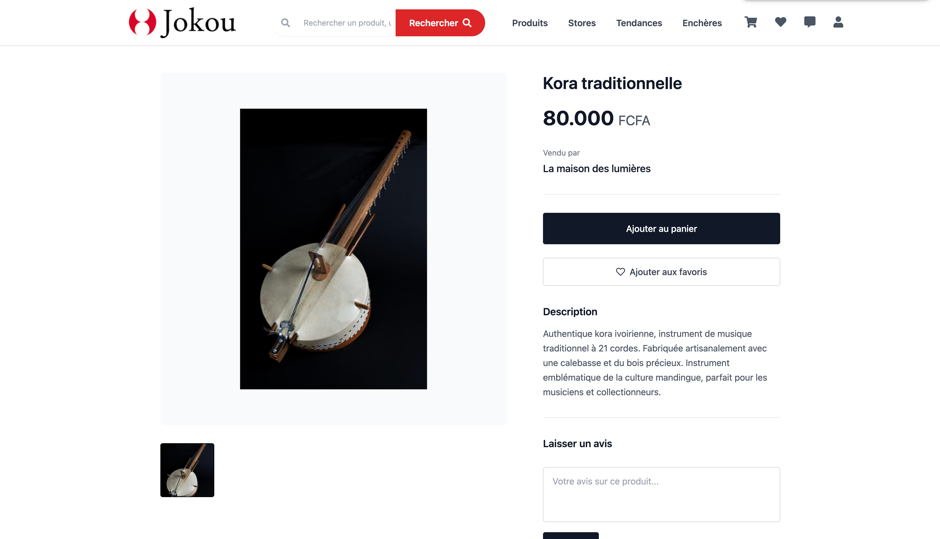 Jokou
Rechercher un produit, u
Rechercher
Produits
Stores
Tendances
Enchères
Kora traditionnelle
80.000 FCFA
Vendu par
La maison des lumières
Ajouter au panier
Ajouter aux favoris
Description
Authentique kora ivoirienne, instrument de musique
traditionnel à 21 cordes. Fabriquée artisanalement avec
une calebasse et du bois précieux. Instrument
emblématique de la culture mandingue, parfait pour les
musiciens et collectionneurs.
Laisser un avis
Votre avis sur ce produit...